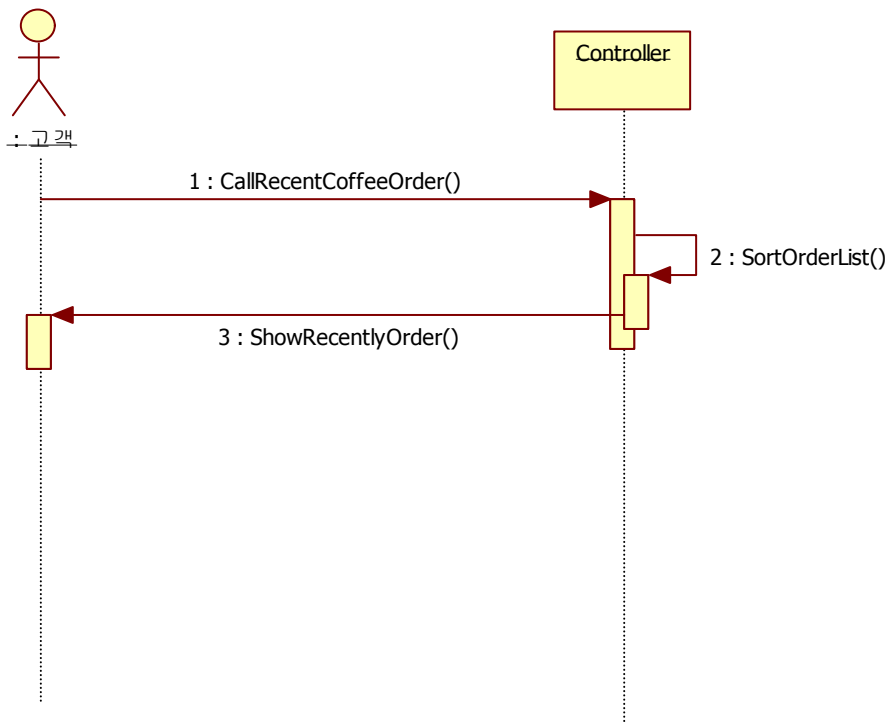 Controller
: 고객
1 : CallRecentCoffeeOrder()
2 : SortOrderList()
3 : ShowRecentlyOrder()